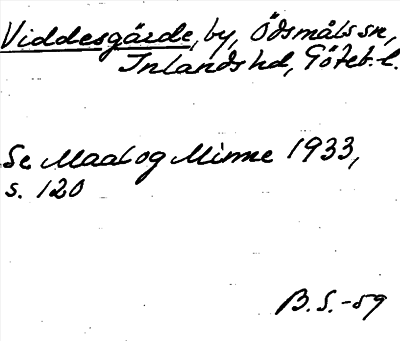 Viddesgärde, by, Ödsmåls sn,
Inlands hd, Göteb. l.
Se Maal og Minne 1933,
s. 120
B.S.-59